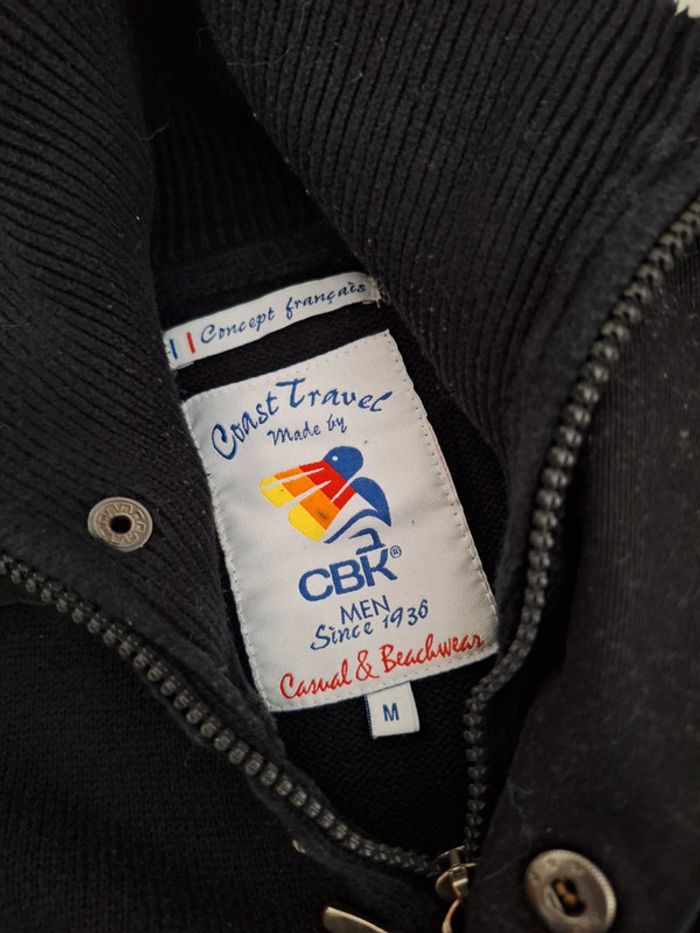 Concept français
Coast Travel
Made by
CBK®
MEN
Since 1936
Casual & Beachwear
M